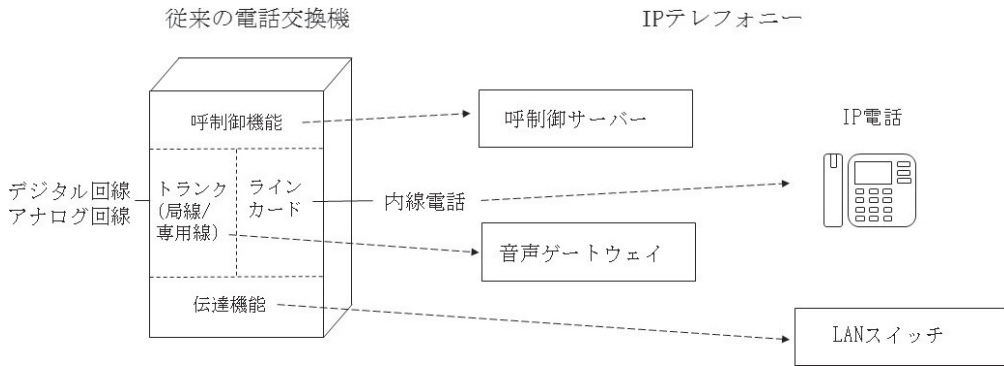 従来の電話交換機
IPテレフォニー
呼制御機能
呼制御サーバー
IP電話
デジタル回線
アナログ回線
トランク
(局線/
専用線)
ライン
カード
内線電話
音声ゲートウェイ
伝達機能
LANスイッチ